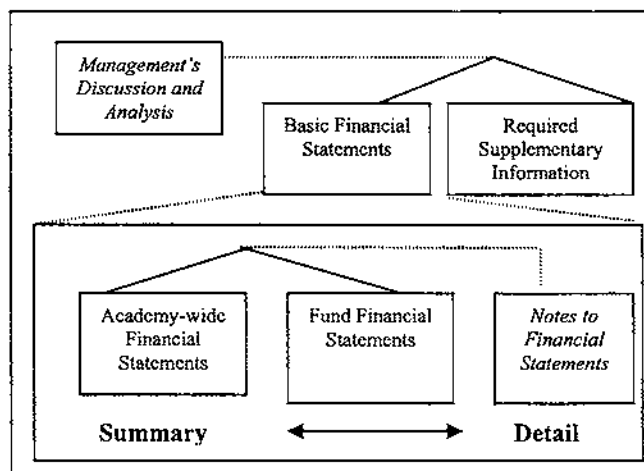 Management's
Discussion and
Analysis
Basic Financial
Statements
Required
Supplementary
Information
Academy-wide
Financial
Statements
Fund Financial
Statements
Notes to
Financial
Statements
Summary
Detail